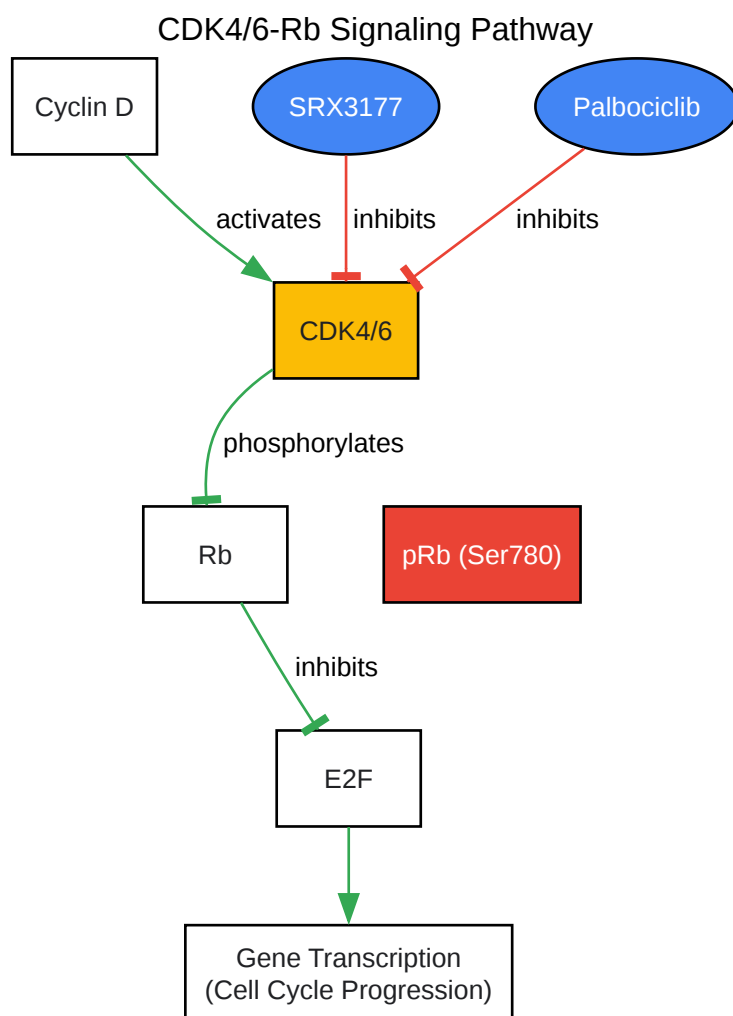 CDK4/6-Rb Signaling Pathway
Cyclin D
SRX3177
Palbociclib
activates
inhibits
inhibits
CDK4/6
phosphorylates
Rb
pRb (Ser780)
inhibits
E2F
Gene Transcription
(Cell Cycle Progression)